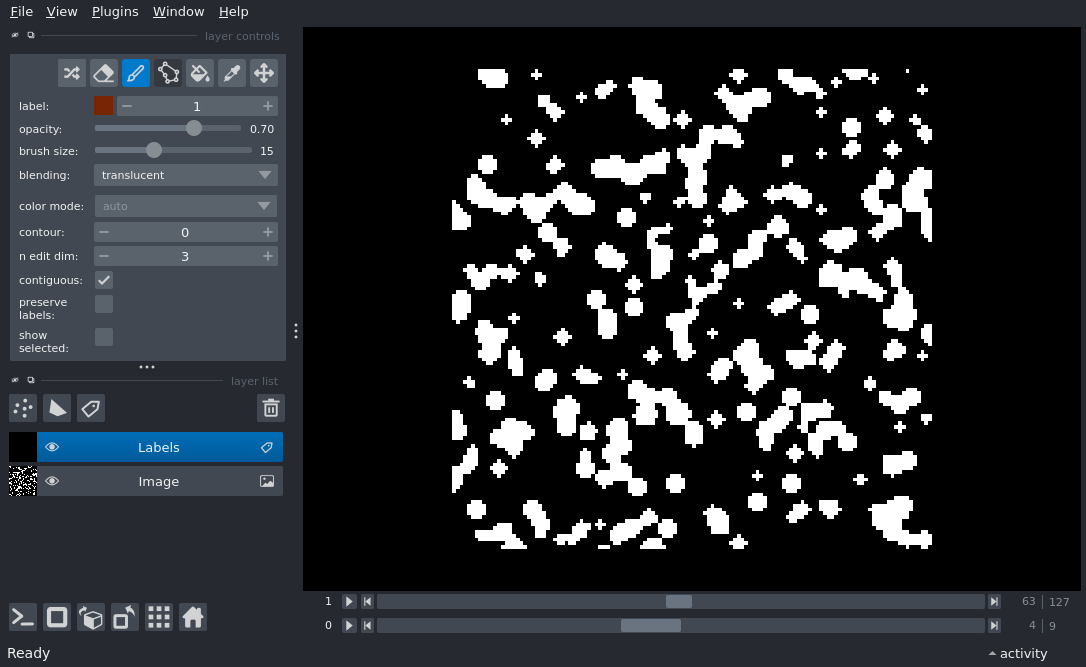 File View Plugins Window Help
layer controls
label: 1
opacity: 0.70
brush size: 15
blending: translucent
color mode: auto
contour: 0
n edit dim: 3
contiguous:
preserve
labels:
show
selected:
layer list
Labels
Image
1 63 127
0 4 9
Ready activity